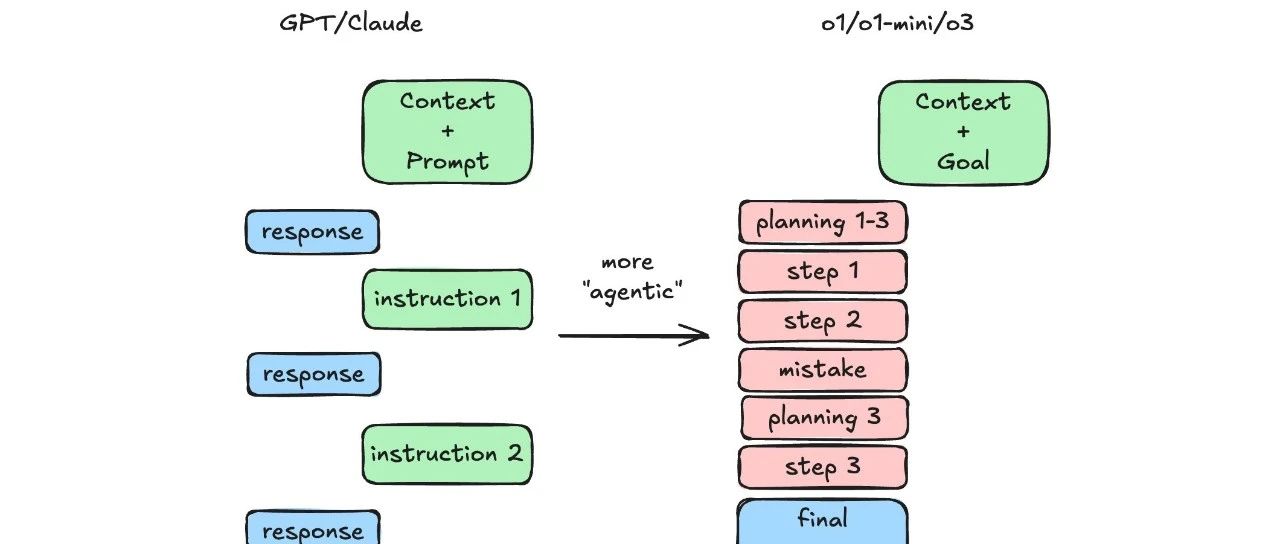 GPT/Claude
o1/o1-mini/o3
Context
+
Prompt
response
instruction 1
response
instruction 2
response
more
"agentic"
Context
+
Goal
planning 1-3
step 1
step 2
mistake
planning 3
step 3
final